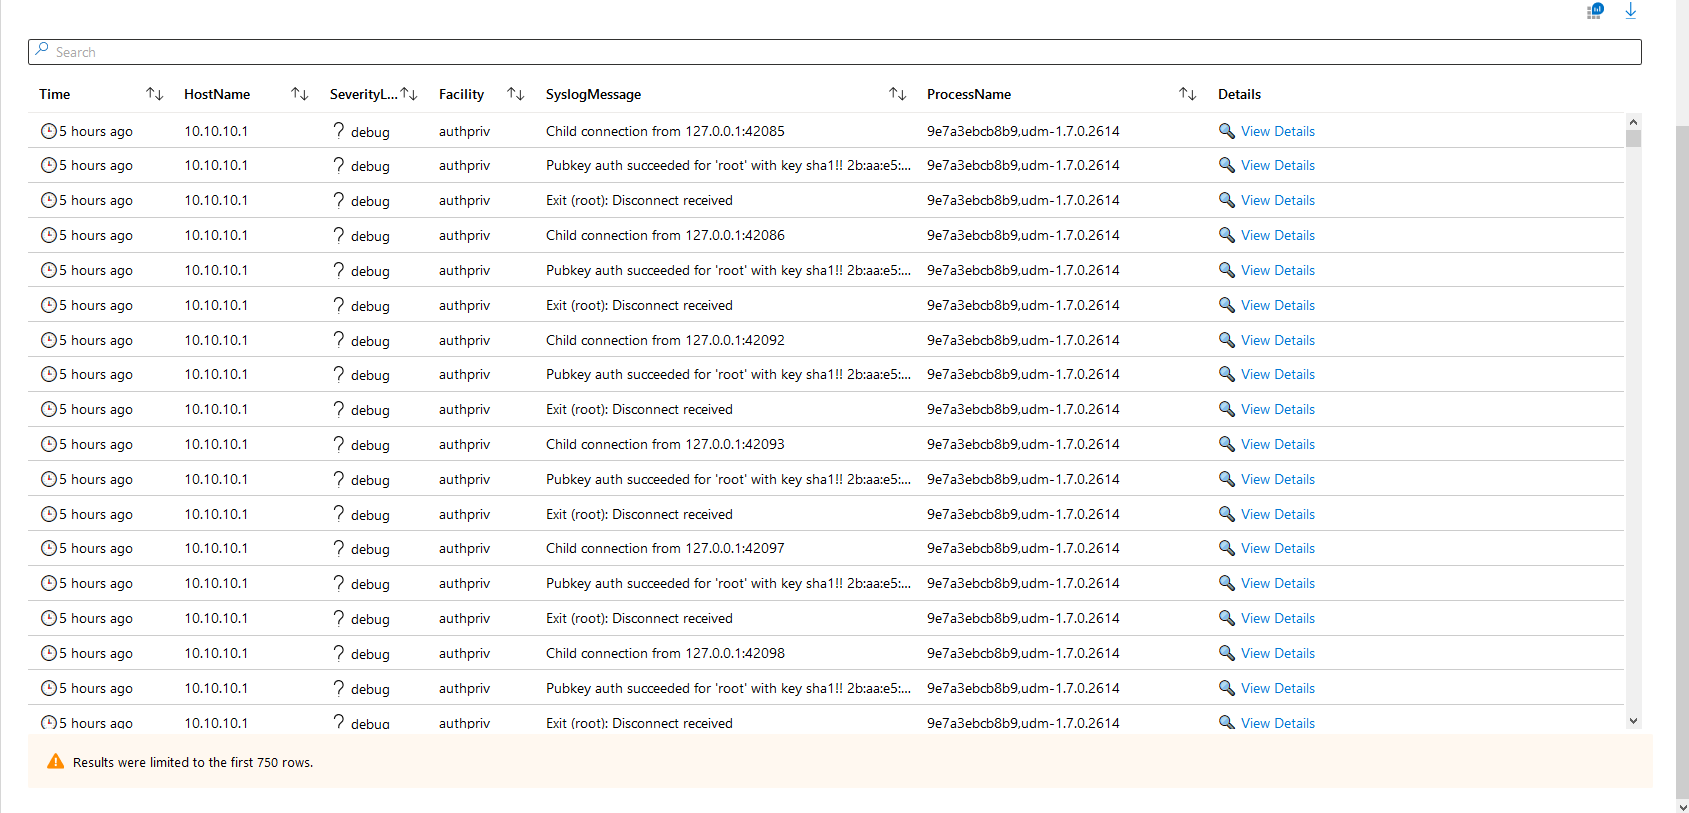 Search
Time HostName SeverityL... Facility SyslogMessage ProcessName Details
5 hours ago 10.10.10.1 debug authpriv Child connection from 127.0.0.1:42085 9e7a3ebcb8b9,udm-1.7.0.2614 View Details
5 hours ago 10.10.10.1 debug authpriv Pubkey auth succeeded for 'root' with key sha1!! 2b:aa:e5:... 9e7a3ebcb8b9,udm-1.7.0.2614 View Details
5 hours ago 10.10.10.1 debug authpriv Exit (root): Disconnect received 9e7a3ebcb8b9,udm-1.7.0.2614 View Details
5 hours ago 10.10.10.1 debug authpriv Child connection from 127.0.0.1:42086 9e7a3ebcb8b9,udm-1.7.0.2614 View Details
5 hours ago 10.10.10.1 debug authpriv Pubkey auth succeeded for 'root' with key sha1!! 2b:aa:e5:... 9e7a3ebcb8b9,udm-1.7.0.2614 View Details
5 hours ago 10.10.10.1 debug authpriv Exit (root): Disconnect received 9e7a3ebcb8b9,udm-1.7.0.2614 View Details
5 hours ago 10.10.10.1 debug authpriv Child connection from 127.0.0.1:42092 9e7a3ebcb8b9,udm-1.7.0.2614 View Details
5 hours ago 10.10.10.1 debug authpriv Pubkey auth succeeded for 'root' with key sha1!! 2b:aa:e5:... 9e7a3ebcb8b9,udm-1.7.0.2614 View Details
5 hours ago 10.10.10.1 debug authpriv Exit (root): Disconnect received 9e7a3ebcb8b9,udm-1.7.0.2614 View Details
5 hours ago 10.10.10.1 debug authpriv Child connection from 127.0.0.1:42093 9e7a3ebcb8b9,udm-1.7.0.2614 View Details
5 hours ago 10.10.10.1 debug authpriv Pubkey auth succeeded for 'root' with key sha1!! 2b:aa:e5:... 9e7a3ebcb8b9,udm-1.7.0.2614 View Details
5 hours ago 10.10.10.1 debug authpriv Exit (root): Disconnect received 9e7a3ebcb8b9,udm-1.7.0.2614 View Details
5 hours ago 10.10.10.1 debug authpriv Child connection from 127.0.0.1:42097 9e7a3ebcb8b9,udm-1.7.0.2614 View Details
5 hours ago 10.10.10.1 debug authpriv Pubkey auth succeeded for 'root' with key sha1!! 2b:aa:e5:... 9e7a3ebcb8b9,udm-1.7.0.2614 View Details
5 hours ago 10.10.10.1 debug authpriv Exit (root): Disconnect received 9e7a3ebcb8b9,udm-1.7.0.2614 View Details
5 hours ago 10.10.10.1 debug authpriv Child connection from 127.0.0.1:42098 9e7a3ebcb8b9,udm-1.7.0.2614 View Details
5 hours ago 10.10.10.1 debug authpriv Pubkey auth succeeded for 'root' with key sha1!! 2b:aa:e5:... 9e7a3ebcb8b9,udm-1.7.0.2614 View Details
5 hours ago 10.10.10.1 debug authpriv Exit (root): Disconnect received 9e7a3ebcb8b9,udm-1.7.0.2614 View Details
Results were limited to the first 750 rows.